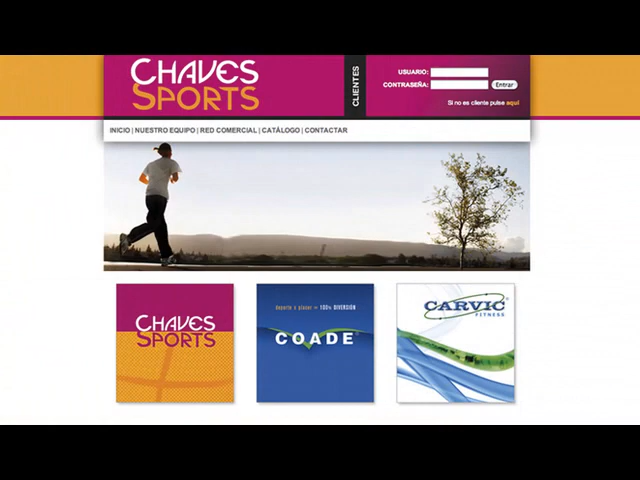 CHAVES
SPORTS
CLIENTES
USUARIO:
CONTRASEÑA:
Entrar
Si no es cliente pulse aquí
INICIO | NUESTRO EQUIPO | RED COMERCIAL | CATÁLOGO | CONTACTAR
CHAVES
SPORTS
deporte y placer = 100% DIVERSIÓN
COADE
CARVIC
FITNESS